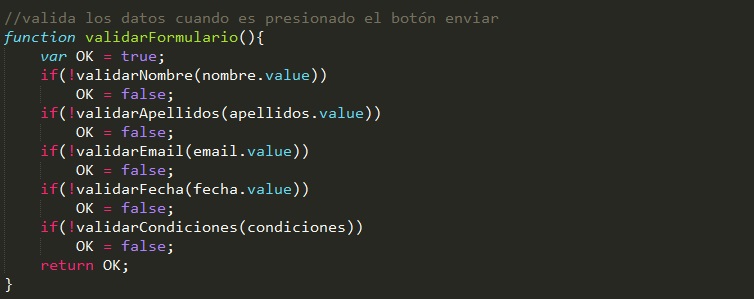 //valida los datos cuando es presionado el botón enviar
function validarFormulario(){
    var OK = true;
    if(!validarNombre(nombre.value))
        OK = false;
    if(!validarApellidos(apellidos.value))
        OK = false;
    if(!validarEmail(email.value))
        OK = false;
    if(!validarFecha(fecha.value))
        OK = false;
    if(!validarCondiciones(condiciones))
        OK = false;
    return OK;
}